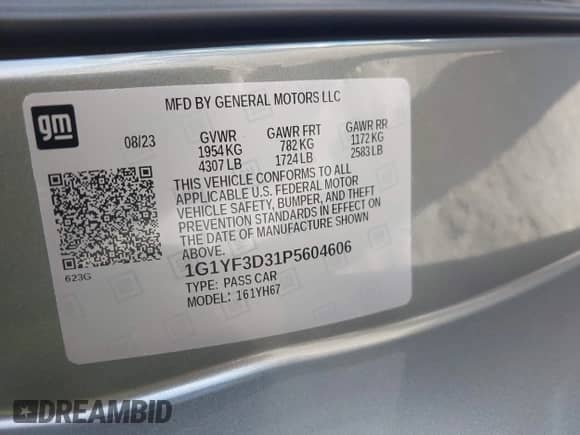 MFD BY GENERAL MOTORS LLC
gm
08/23 GVWR GAWR FRT GAWR RR
1954 KG 782 KG 1172 KG
4307 LB 1724 LB 2583 LB
THIS VEHICLE CONFORMS TO ALL
APPLICABLE U.S. FEDERAL MOTOR
VEHICLE SAFETY, BUMPER, AND THEFT
PREVENTION STANDARDS IN EFFECT ON
THE DATE OF MANUFACTURE SHOWN
ABOVE.
623G
1G1YF3D31P5604606
TYPE: PASS CAR
MODEL: 161YH67
DREAMBID